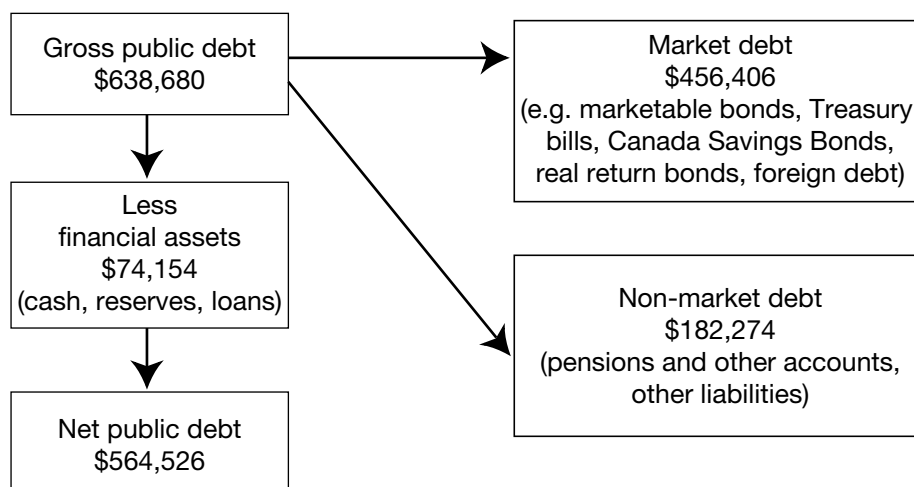 Gross public debt
$638,680
Market debt
$456,406
(e.g. marketable bonds, Treasury
bills, Canada Savings Bonds,
real return bonds, foreign debt)
Less
financial assets
$74,154
(cash, reserves, loans)
Non-market debt
$182,274
(pensions and other accounts,
other liabilities)
Net public debt
$564,526